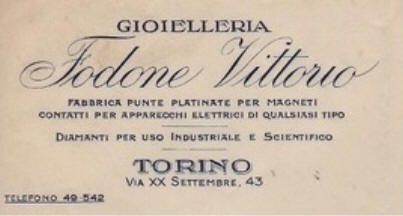 GIOIELLERIA
Fodone Vittorio
FABBRICA PUNTE PLATINATE PER MAGNETI
CONTATTI PER APPARECCHI ELETTRICI DI QUALSIASI TIPO
DIAMANTI PER USO INDUSTRIALE E SCIENTIFICO
TORINO
VIA XX SETTEMBRE, 43
TELEFONO 49-542